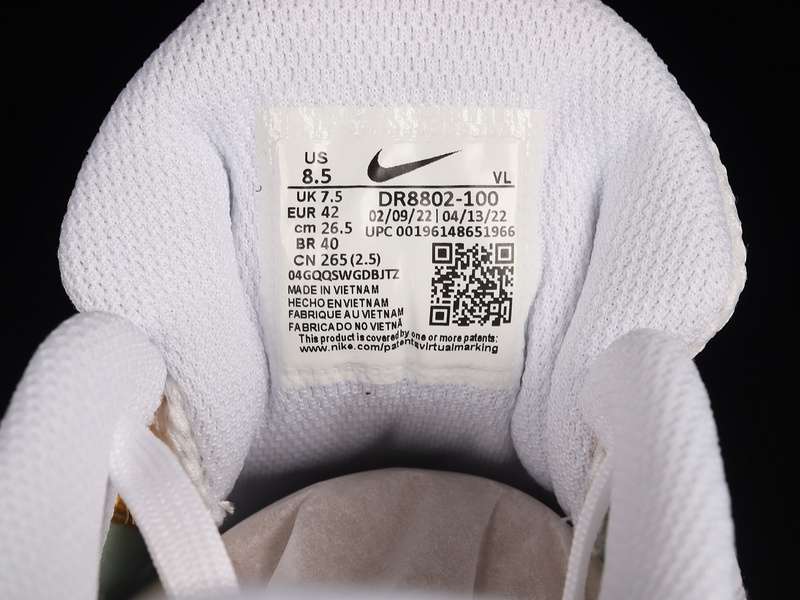 US
8.5
VL
UK 7.5
DR8802-100
EUR 42
02/09/22 | 04/13/22
cm 26.5
UPC 00196148651966
BR 40
CN 265 (2.5)
04GQQSWGDBJTZ
MADE IN VIETNAM
HECHO EN VIETNAM
FABRIQUE AU VIETNAM
FABRICADO NO VIETNÃ
This product is covered by one or more patents:
www.nike.com/patentsvirtualmarking